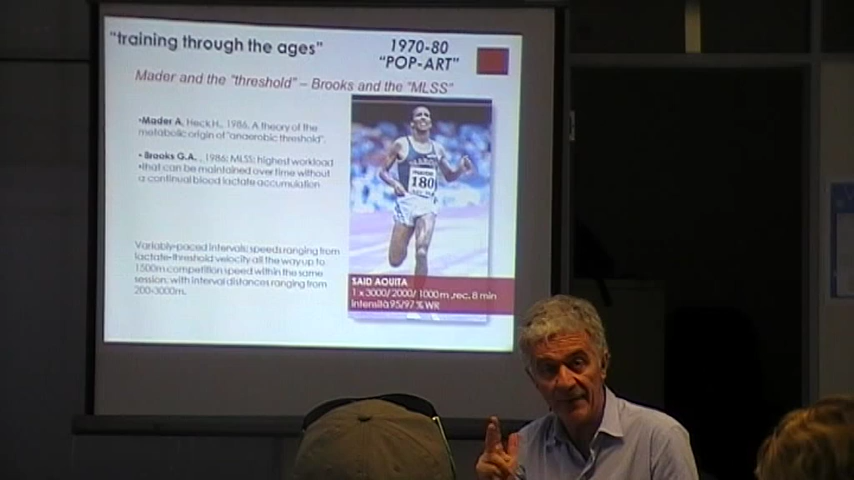 "training through the ages"
1970-80
"POP-ART"
Mader and the "threshold" – Brooks and the "MLSS"
•Mader A, Heck H., 1986. A theory of the
metabolic origin of "anaerobic threshold".
• Brooks G.A., 1986: MLSS: highest workload
•that can be maintained over time without
a continual blood lactate accumulation
Variably-paced intervals: speeds ranging from
lactate-threshold velocity all the way up to
1500m competition speed within the same
session, with interval distances ranging from
200-3000m.
180
SAID AOUITA
1 x 3000/ 2000/ 1000 m ,rec. 8 min
intensità 95/97 % WR